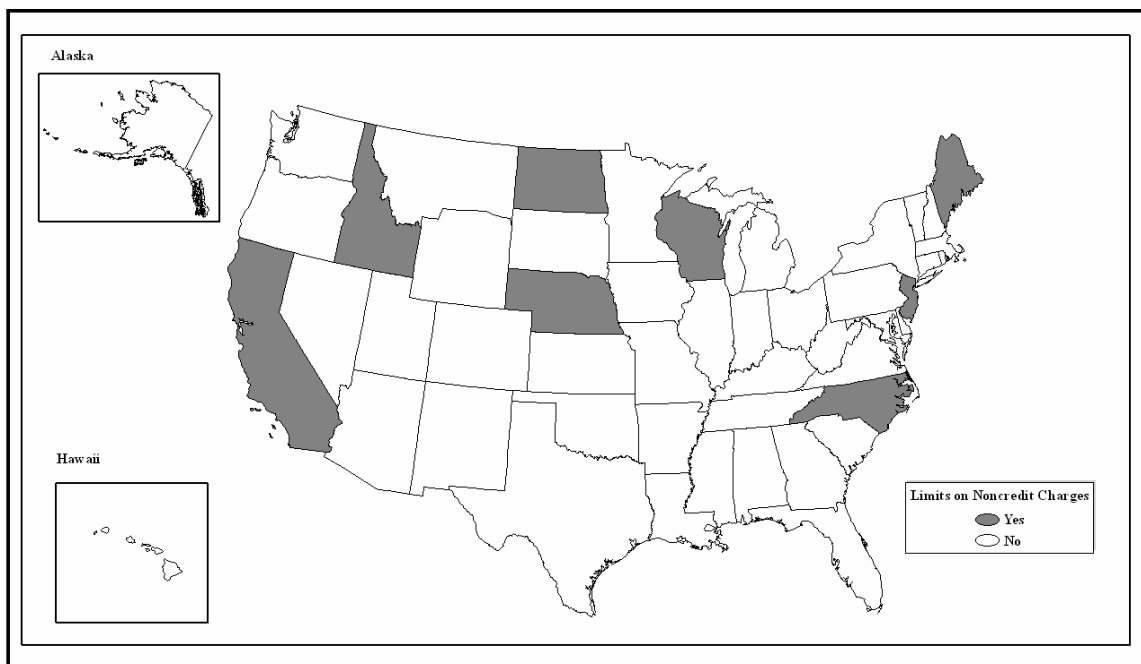 Alaska
Hawaii
Limits on Noncredit Charges
Yes
No